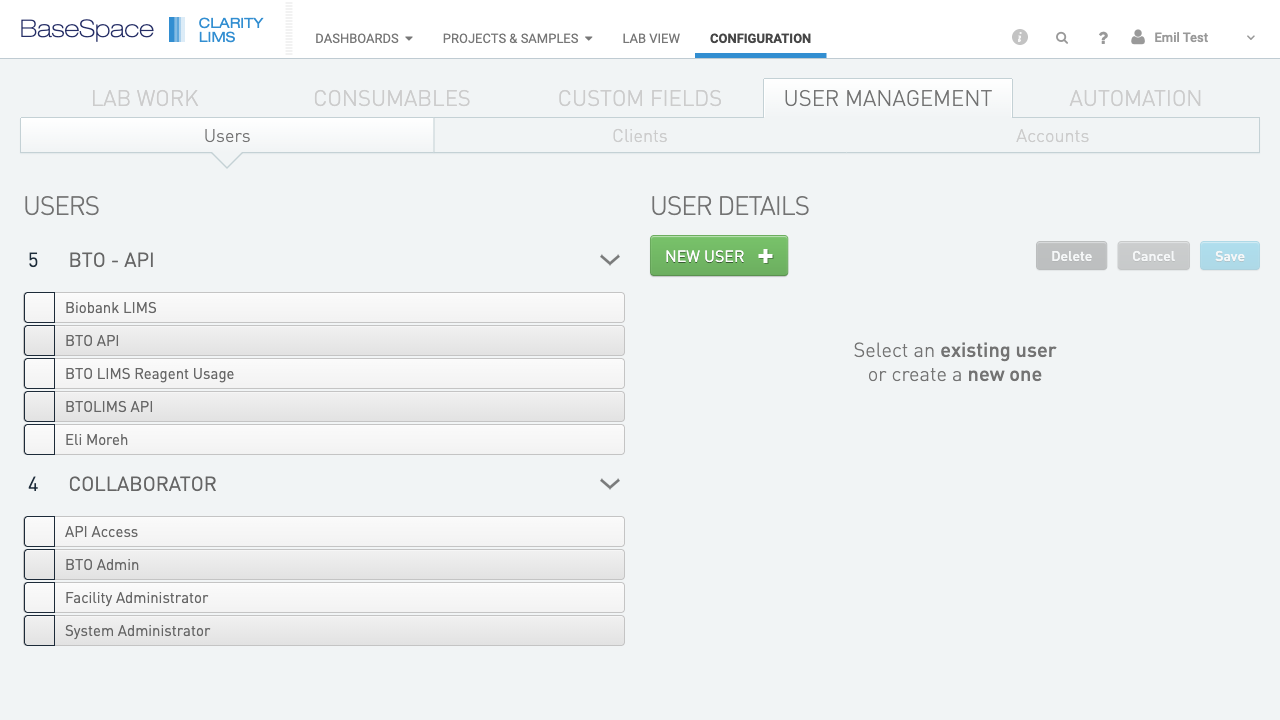 BaseSpace CLARITY LIMS
DASHBOARDS PROJECTS & SAMPLES LAB VIEW CONFIGURATION ? Emil Test
LAB WORK CONSUMABLES CUSTOM FIELDS USER MANAGEMENT AUTOMATION
Users Clients Accounts
USERS
5 BTO - API
Biobank LIMS
BTO API
BTO LIMS Reagent Usage
BTOLIMS API
Eli Moreh
4 COLLABORATOR
API Access
BTO Admin
Facility Administrator
System Administrator
USER DETAILS
NEW USER Delete Cancel Save
Select an existing user
or create a new one